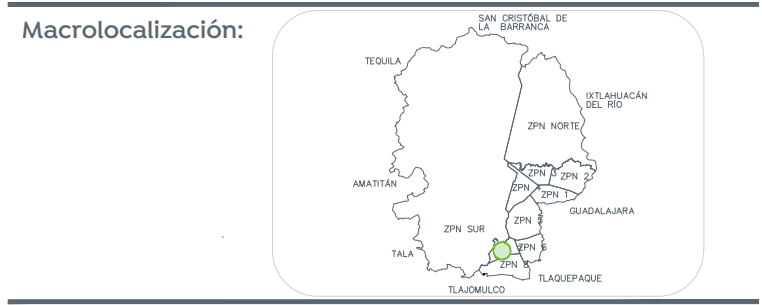 Macrolocalización:
SAN CRISTÓBAL DE
LA BARRANCA
TEQUILA
IXTLAHUACÁN
DEL RÍO
ZPN NORTE
ZPN 3
ZPN 2
AMATITÁN
ZPN 4
ZPN 1
GUADALAJARA
ZPN 5
ZPN SUR
ZPN 6
TALA
ZPN 8
TLAQUEPAQUE
TLAJOMULCO